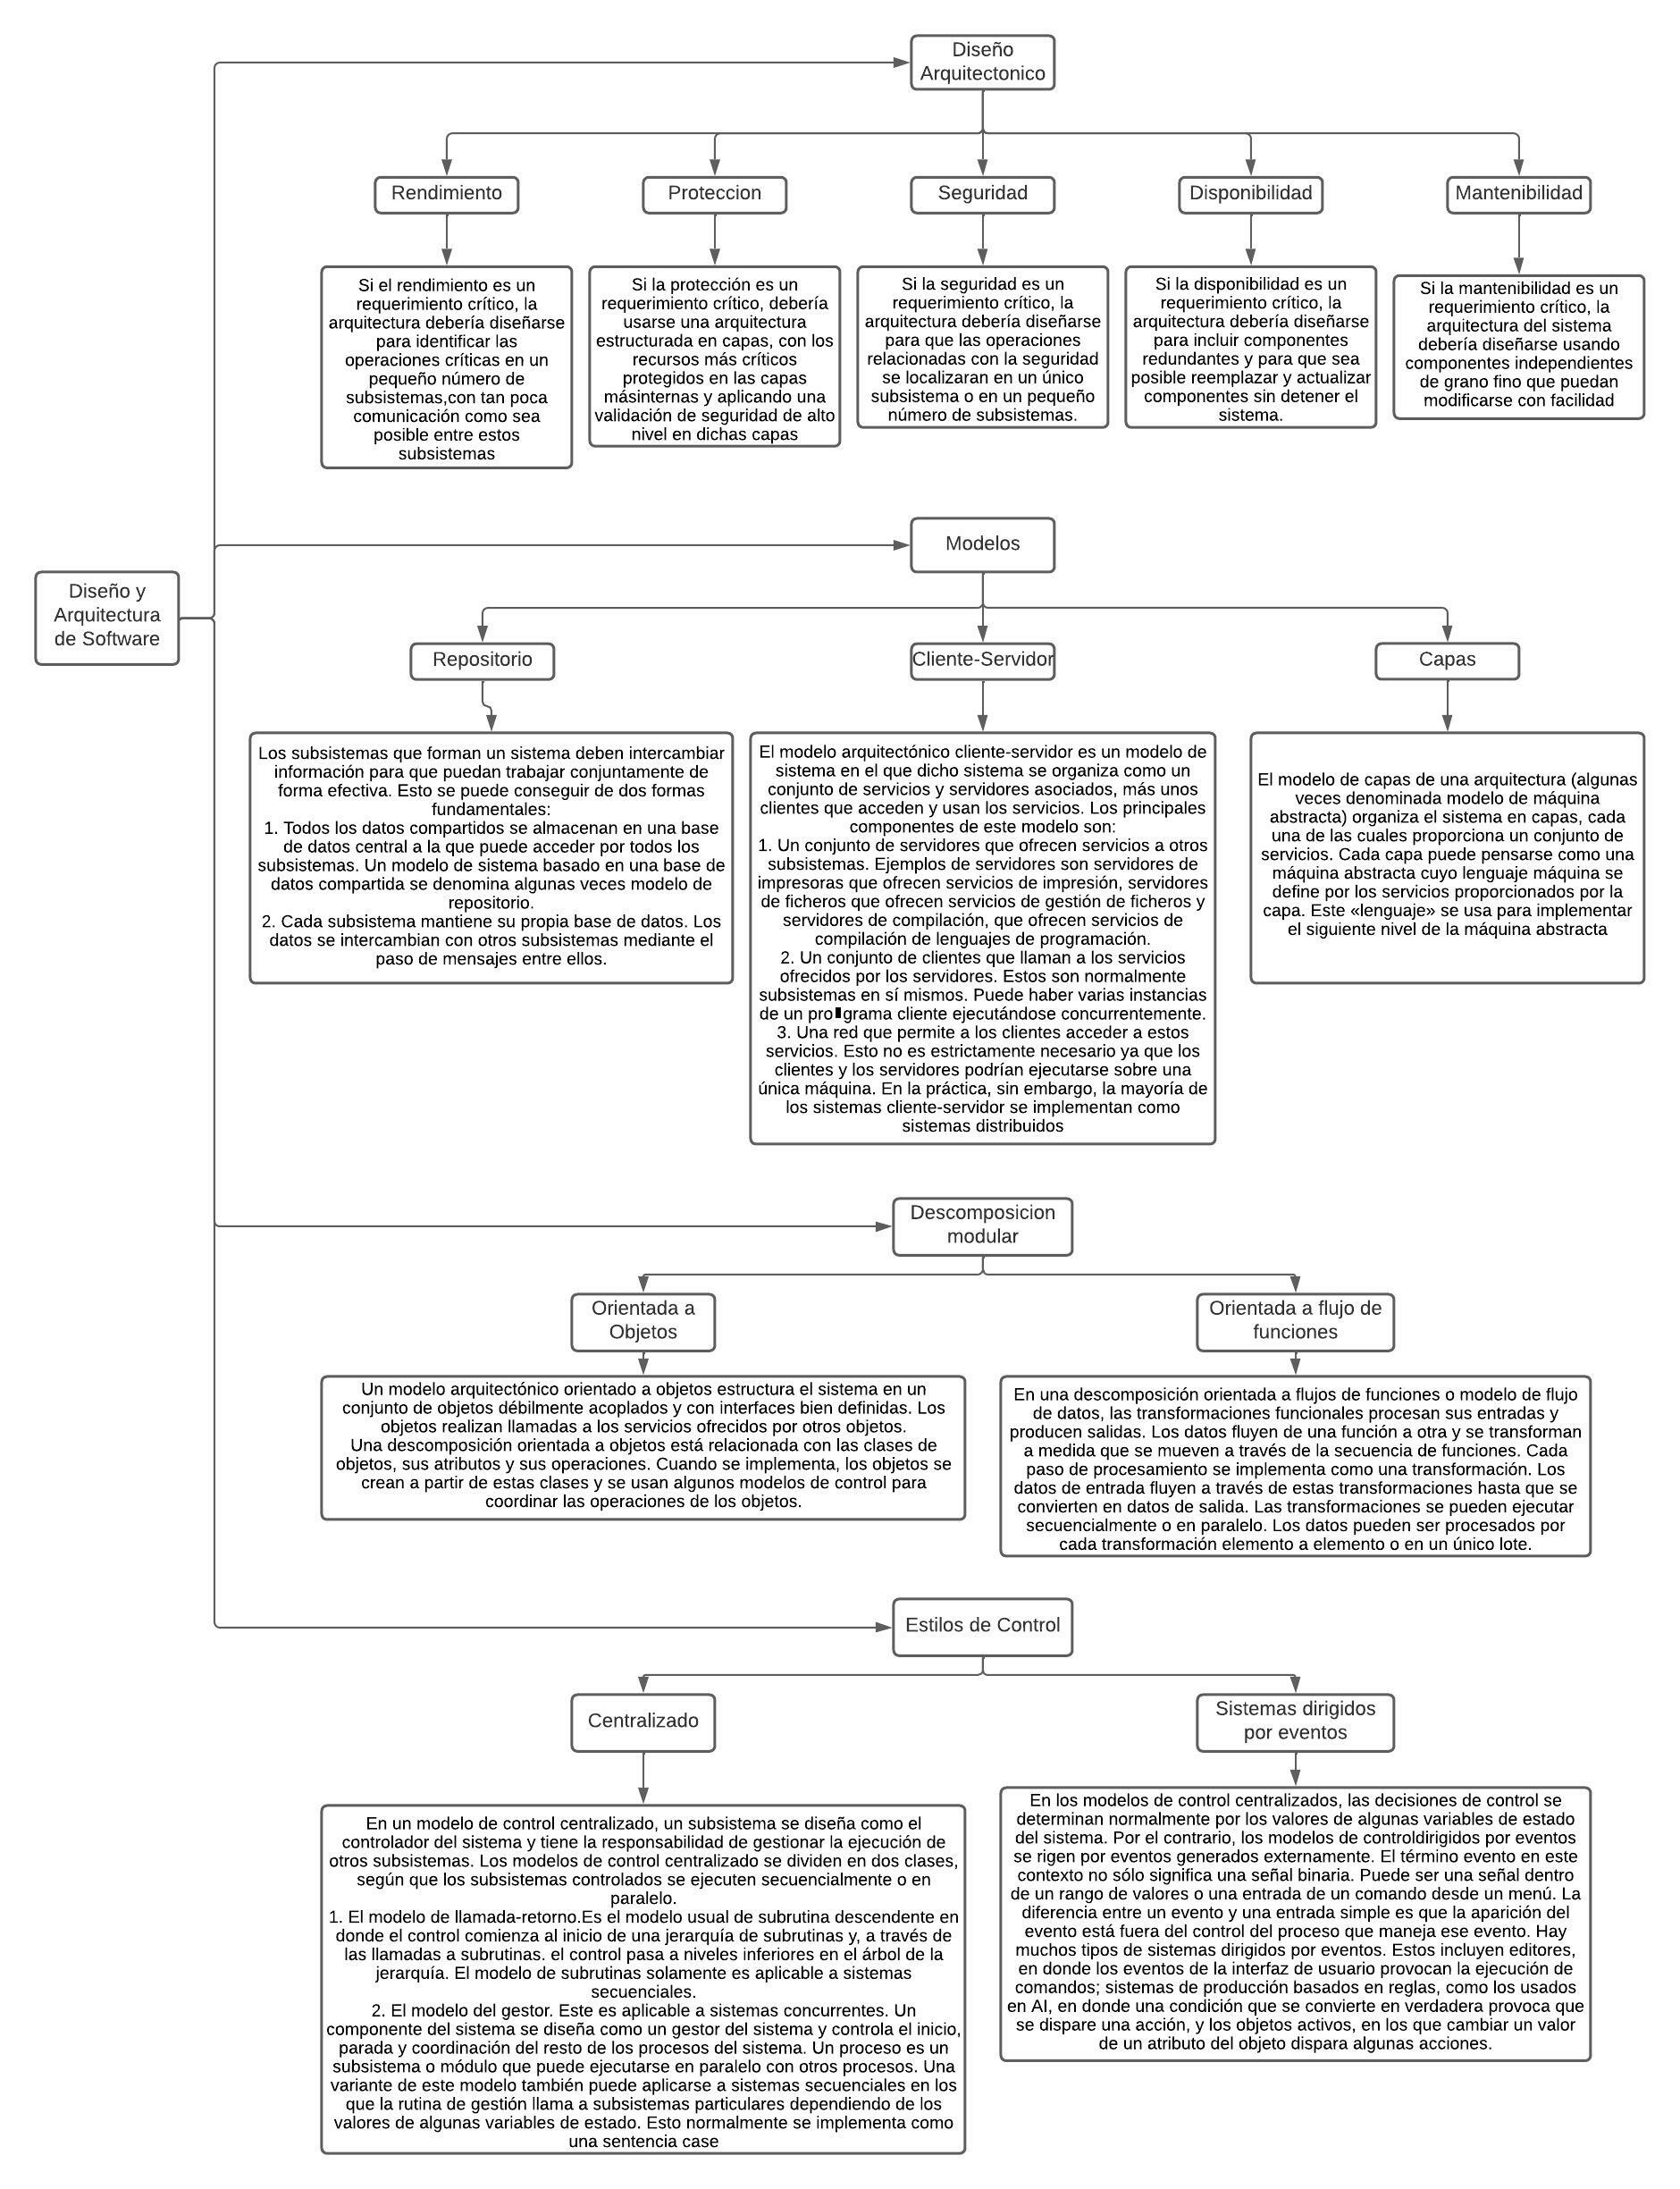 Diseño
Arquitectonico
Rendimiento
Proteccion
Seguridad
Disponibilidad
Mantenibilidad
Si el rendimiento es un
requerimiento crítico, la
arquitectura debería diseñarse
para identificar las
operaciones críticas en un
pequeño número de
subsistemas,con tan poca
comunicación como sea
posible entre estos
subsistemas
Si la protección es un
requerimiento crítico, debería
usarse una arquitectura
estructurada en capas, con los
recursos más críticos
protegidos en las capas
másinternas y aplicando una
validación de seguridad de alto
nivel en dichas capas
Si la seguridad es un
requerimiento crítico, la
arquitectura debería diseñarse
para que las operaciones
relacionadas con la seguridad
se localizaran en un único
subsistema o en un pequeño
número de subsistemas.
Si la disponibilidad es un
requerimiento crítico, la
arquitectura debería diseñarse
para incluir componentes
redundantes y para que sea
posible reemplazar y actualizar
componentes sin detener el
sistema.
Si la mantenibilidad es un
requerimiento crítico, la
arquitectura del sistema
debería diseñarse usando
componentes independientes
de grano fino que puedan
modificarse con facilidad
Diseño y
Arquitectura
de Software
Modelos
Repositorio
Cliente-Servidor
Capas
Los subsistemas que forman un sistema deben intercambiar
información para que puedan trabajar conjuntamente de
forma efectiva. Esto se puede conseguir de dos formas
fundamentales:
1. Todos los datos compartidos se almacenan en una base
de datos central a la que puede acceder por todos los
subsistemas. Un modelo de sistema basado en una base de
datos compartida se denomina algunas veces modelo de
repositorio.
2. Cada subsistema mantiene su propia base de datos. Los
datos se intercambian con otros subsistemas mediante el
paso de mensajes entre ellos.
El modelo arquitectónico cliente-servidor es un modelo de
sistema en el que dicho sistema se organiza como un
conjunto de servicios y servidores asociados, más unos
clientes que acceden y usan los servicios. Los principales
componentes de este modelo son:
1. Un conjunto de servidores que ofrecen servicios a otros
subsistemas. Ejemplos de servidores son servidores de
impresoras que ofrecen servicios de impresión, servidores
de ficheros que ofrecen servicios de gestión de ficheros y
servidores de compilación, que ofrecen servicios de
compilación de lenguajes de programación.
2. Un conjunto de clientes que llaman a los servicios
ofrecidos por los servidores. Estos son normalmente
subsistemas en sí mismos. Puede haber varias instancias
de un pro▮grama cliente ejecutándose concurrentemente.
3. Una red que permite a los clientes acceder a estos
servicios. Esto no es estrictamente necesario ya que los
clientes y los servidores podrían ejecutarse sobre una
única máquina. En la práctica, sin embargo, la mayoría de
los sistemas cliente-servidor se implementan como
sistemas distribuidos
El modelo de capas de una arquitectura (algunas
veces denominada modelo de máquina
abstracta) organiza el sistema en capas, cada
una de las cuales proporciona un conjunto de
servicios. Cada capa puede pensarse como una
máquina abstracta cuyo lenguaje máquina se
define por los servicios proporcionados por la
capa. Este «lenguaje» se usa para implementar
el siguiente nivel de la máquina abstracta
Descomposicion
modular
Orientada a
Objetos
Orientada a flujo de
funciones
Un modelo arquitectónico orientado a objetos estructura el sistema en un
conjunto de objetos débilmente acoplados y con interfaces bien definidas. Los
objetos realizan llamadas a los servicios ofrecidos por otros objetos.
Una descomposición orientada a objetos está relacionada con las clases de
objetos, sus atributos y sus operaciones. Cuando se implementa, los objetos se
crean a partir de estas clases y se usan algunos modelos de control para
coordinar las operaciones de los objetos.
En una descomposición orientada a flujos de funciones o modelo de flujo
de datos, las transformaciones funcionales procesan sus entradas y
producen salidas. Los datos fluyen de una función a otra y se transforman
a medida que se mueven a través de la secuencia de funciones. Cada
paso de procesamiento se implementa como una transformación. Los
datos de entrada fluyen a través de estas transformaciones hasta que se
convierten en datos de salida. Las transformaciones se pueden ejecutar
secuencialmente o en paralelo. Los datos pueden ser procesados por
cada transformación elemento a elemento o en un único lote.
Estilos de Control
Centralizado
Sistemas dirigidos
por eventos
En un modelo de control centralizado, un subsistema se diseña como el
controlador del sistema y tiene la responsabilidad de gestionar la ejecución de
otros subsistemas. Los modelos de control centralizado se dividen en dos clases,
según que los subsistemas controlados se ejecuten secuencialmente o en
paralelo.
1. El modelo de llamada-retorno.Es el modelo usual de subrutina descendente en
donde el control comienza al inicio de una jerarquía de subrutinas y, a través de
las llamadas a subrutinas. el control pasa a niveles inferiores en el árbol de la
jerarquía. El modelo de subrutinas solamente es aplicable a sistemas
secuenciales.
2. El modelo del gestor. Este es aplicable a sistemas concurrentes. Un
componente del sistema se diseña como un gestor del sistema y controla el inicio,
parada y coordinación del resto de los procesos del sistema. Un proceso es un
subsistema o módulo que puede ejecutarse en paralelo con otros procesos. Una
variante de este modelo también puede aplicarse a sistemas secuenciales en los
que la rutina de gestión llama a subsistemas particulares dependiendo de los
valores de algunas variables de estado. Esto normalmente se implementa como
una sentencia case
En los modelos de control centralizados, las decisiones de control se
determinan normalmente por los valores de algunas variables de estado
del sistema. Por el contrario, los modelos de controldirigidos por eventos
se rigen por eventos generados externamente. El término evento en este
contexto no sólo significa una señal binaria. Puede ser una señal dentro
de un rango de valores o una entrada de un comando desde un menú. La
diferencia entre un evento y una entrada simple es que la aparición del
evento está fuera del control del proceso que maneja ese evento. Hay
muchos tipos de sistemas dirigidos por eventos. Estos incluyen editores,
en donde los eventos de la interfaz de usuario provocan la ejecución de
comandos; sistemas de producción basados en reglas, como los usados
en AI, en donde una condición que se convierte en verdadera provoca que
se dispare una acción, y los objetos activos, en los que cambiar un valor
de un atributo del objeto dispara algunas acciones.